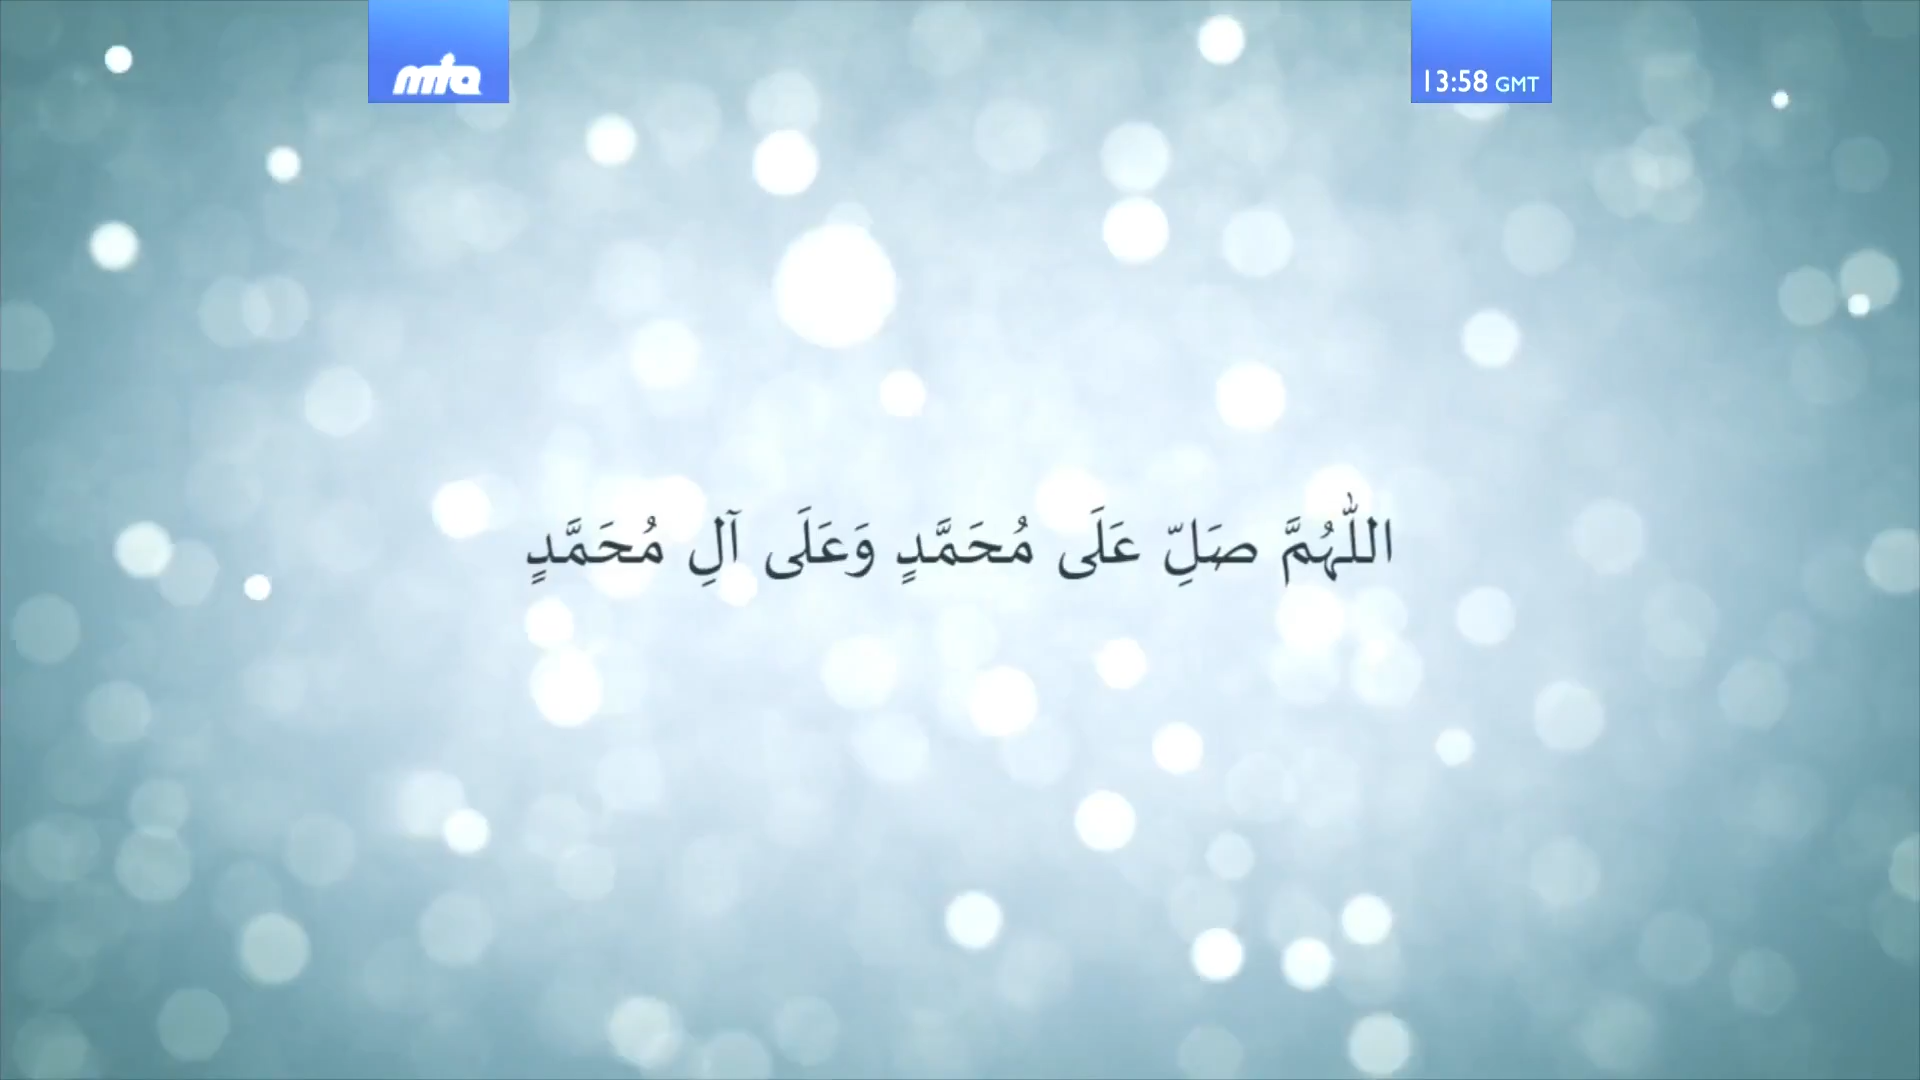 mta
13:58 GMT
اللّٰهُمَّ صَلِّ عَلَى مُحَمَّدٍ وَعَلَى آلِ مُحَمَّدٍ